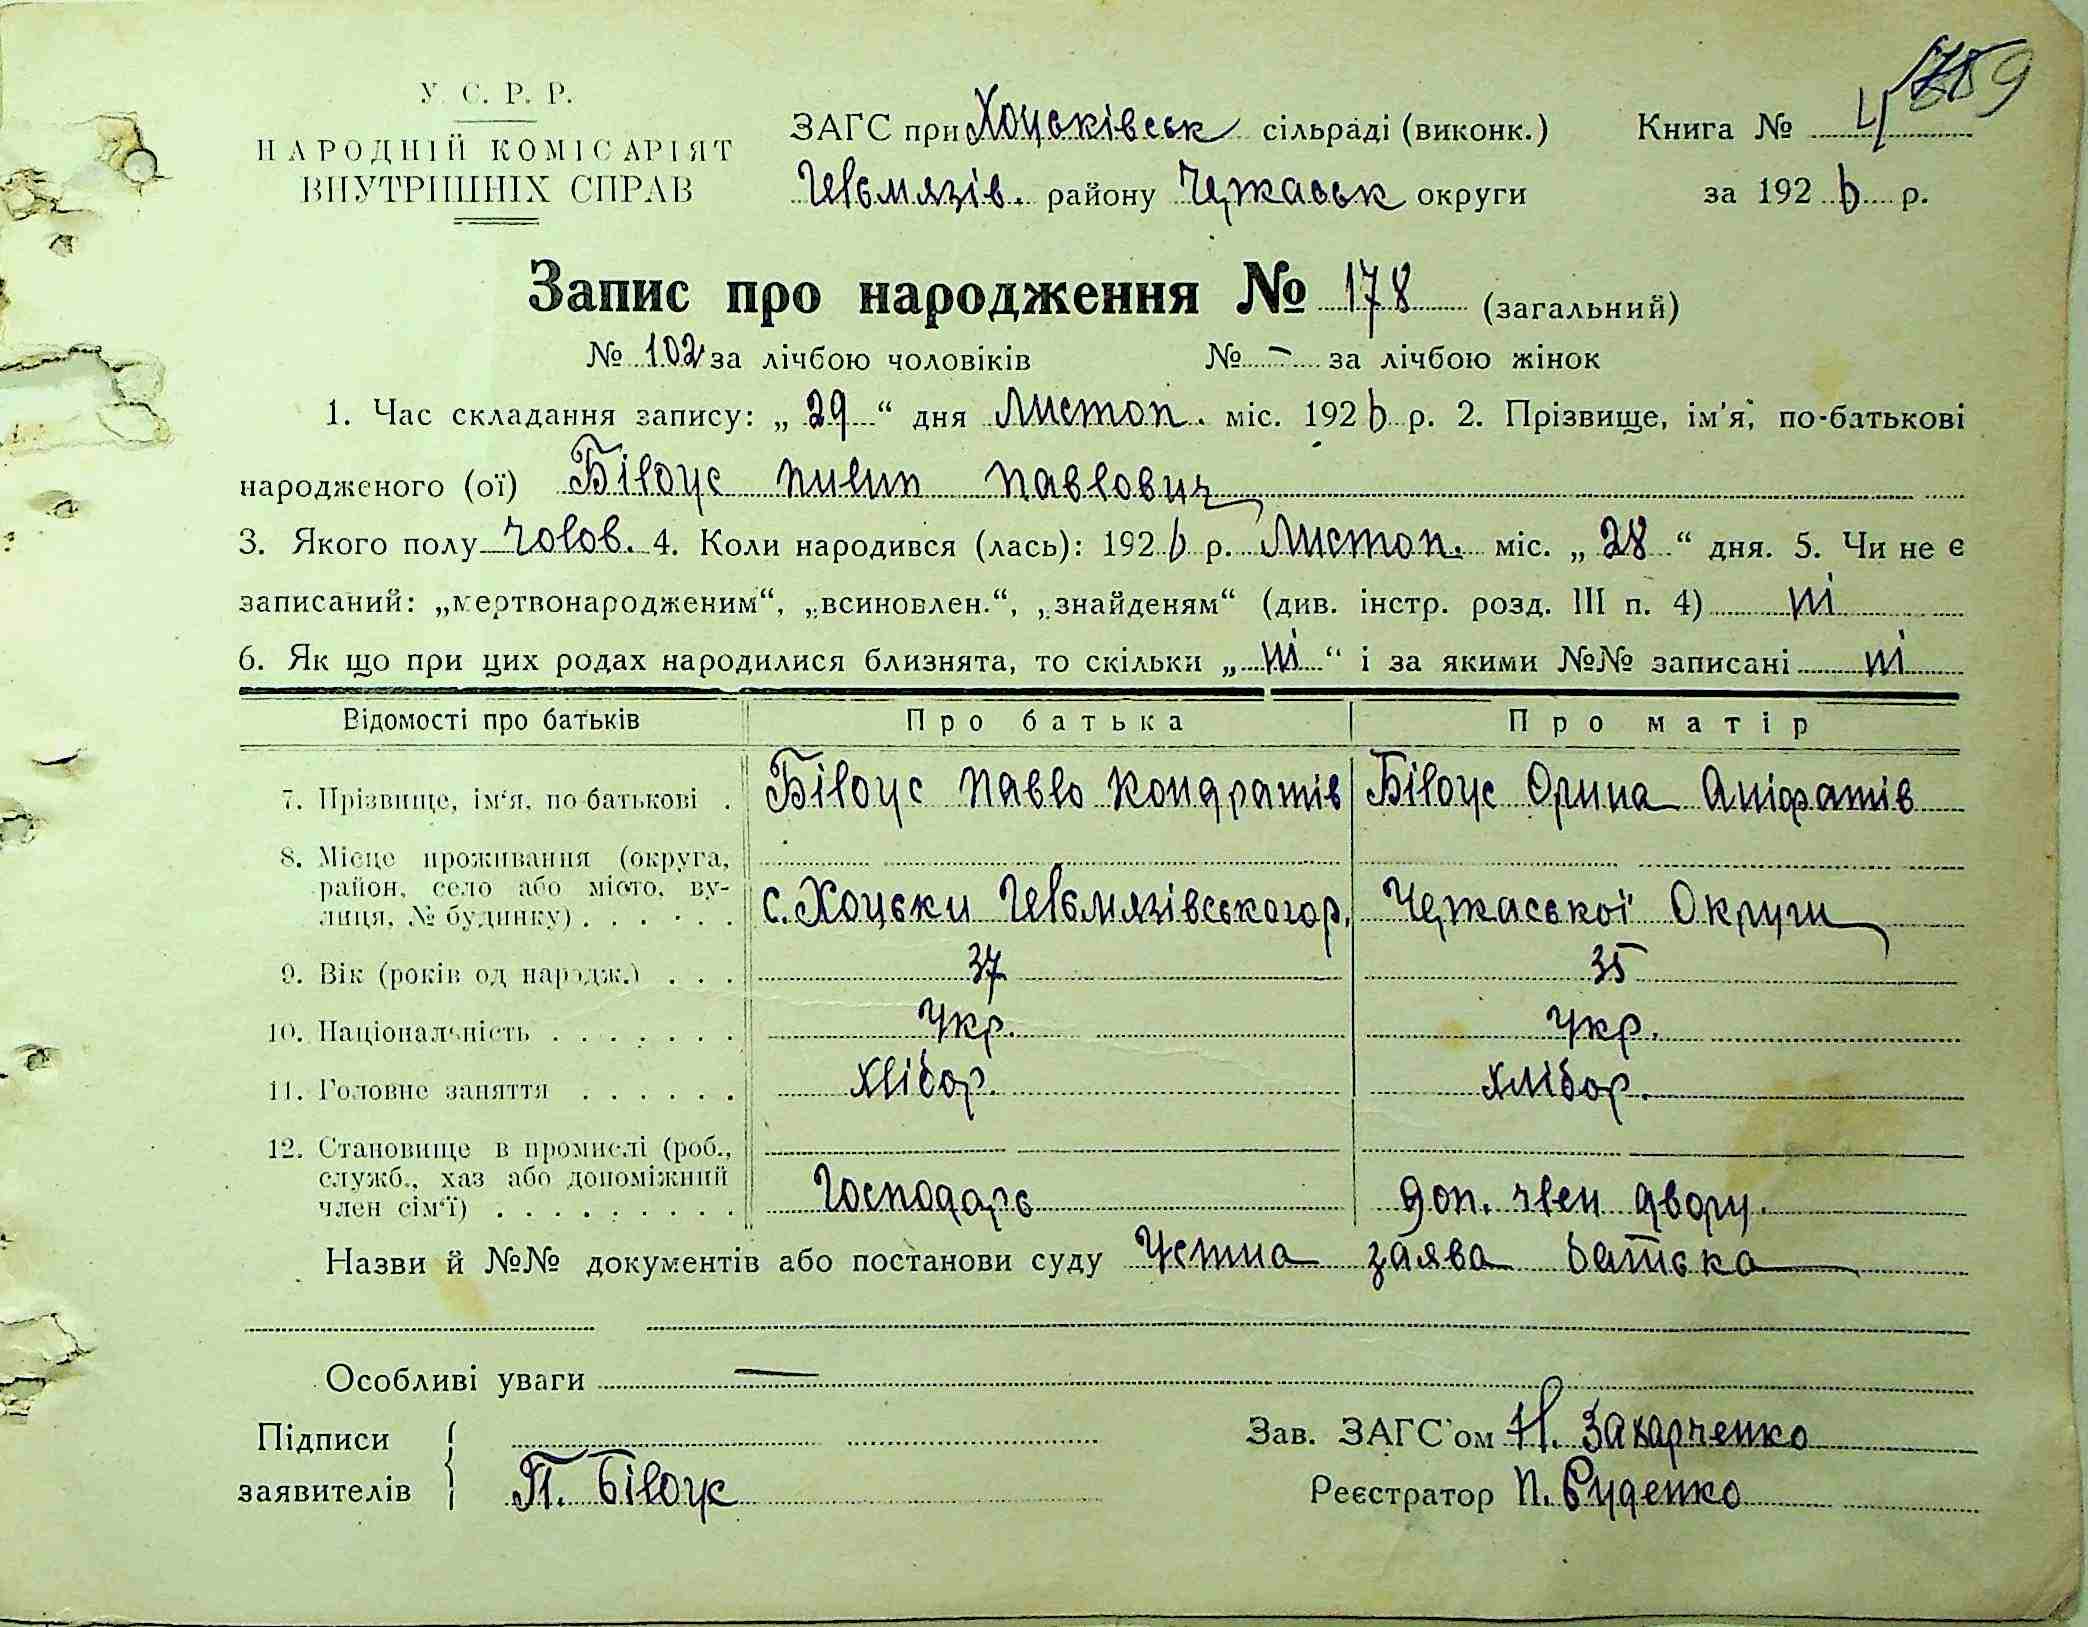 У. С. Р. Р.
НАРОДНІЙ КОМІСАРІЯТ
ВНУТРІШНІХ СПРАВ
ЗАГС при Хоцьківськ сільраді (виконк.)
Гельмязів. району Черкаськ округи
Книга № 4
за 1926 р.
Запис про народження № 178 (загальний)
№ 102 за лічбою чоловіків № – за лічбою жінок
1. Час складання запису: „29“ дня Листоп. міс. 1926 р. 2. Прізвище, ім'я, по-батькові
народженого (ої) Білоус Пилип Павлович
3. Якого полу Чолов. 4. Коли народився (лась): 1926 р. Листоп. міс. „28“ дня. 5. Чи не є
записаний: „мертвонародженим“, „всиновлен.“, „знайденям“ (див. інстр. розд. III п. 4) ні
6. Як що при цих родах народилися близнята, то скільки „ні“ і за якими №№ записані ні
Відомості про батьків Про батька Про матір
7. Прізвище, ім‘я, по-батькові . Білоус Павло Кондратів Білоус Орина Аніфатів
8. Місце проживання (округа,
район, село або місто, ву-
лиця, № будинку) . . . . . . с. Хоцьки Гельмязівського р. Черкаської Округи
9. Вік (років од народж.) . . . 37 35
10. Національність . . . . . . . Укр. Укр.
11. Головне заняття . . . . . . хлібор. хлібор.
12. Становище в промислі (роб.,
служб., хаз або допоміжний
член сім‘ї) . . . . . . . . . Господарь доп. член двору.
Назви й №№ документів або постанови суду Устна заява батька
Особливі уваги —
Підписи
заявителів П. Білоус
Зав. ЗАГС'ом Н. Захарченко
Реєстратор П. Руденко